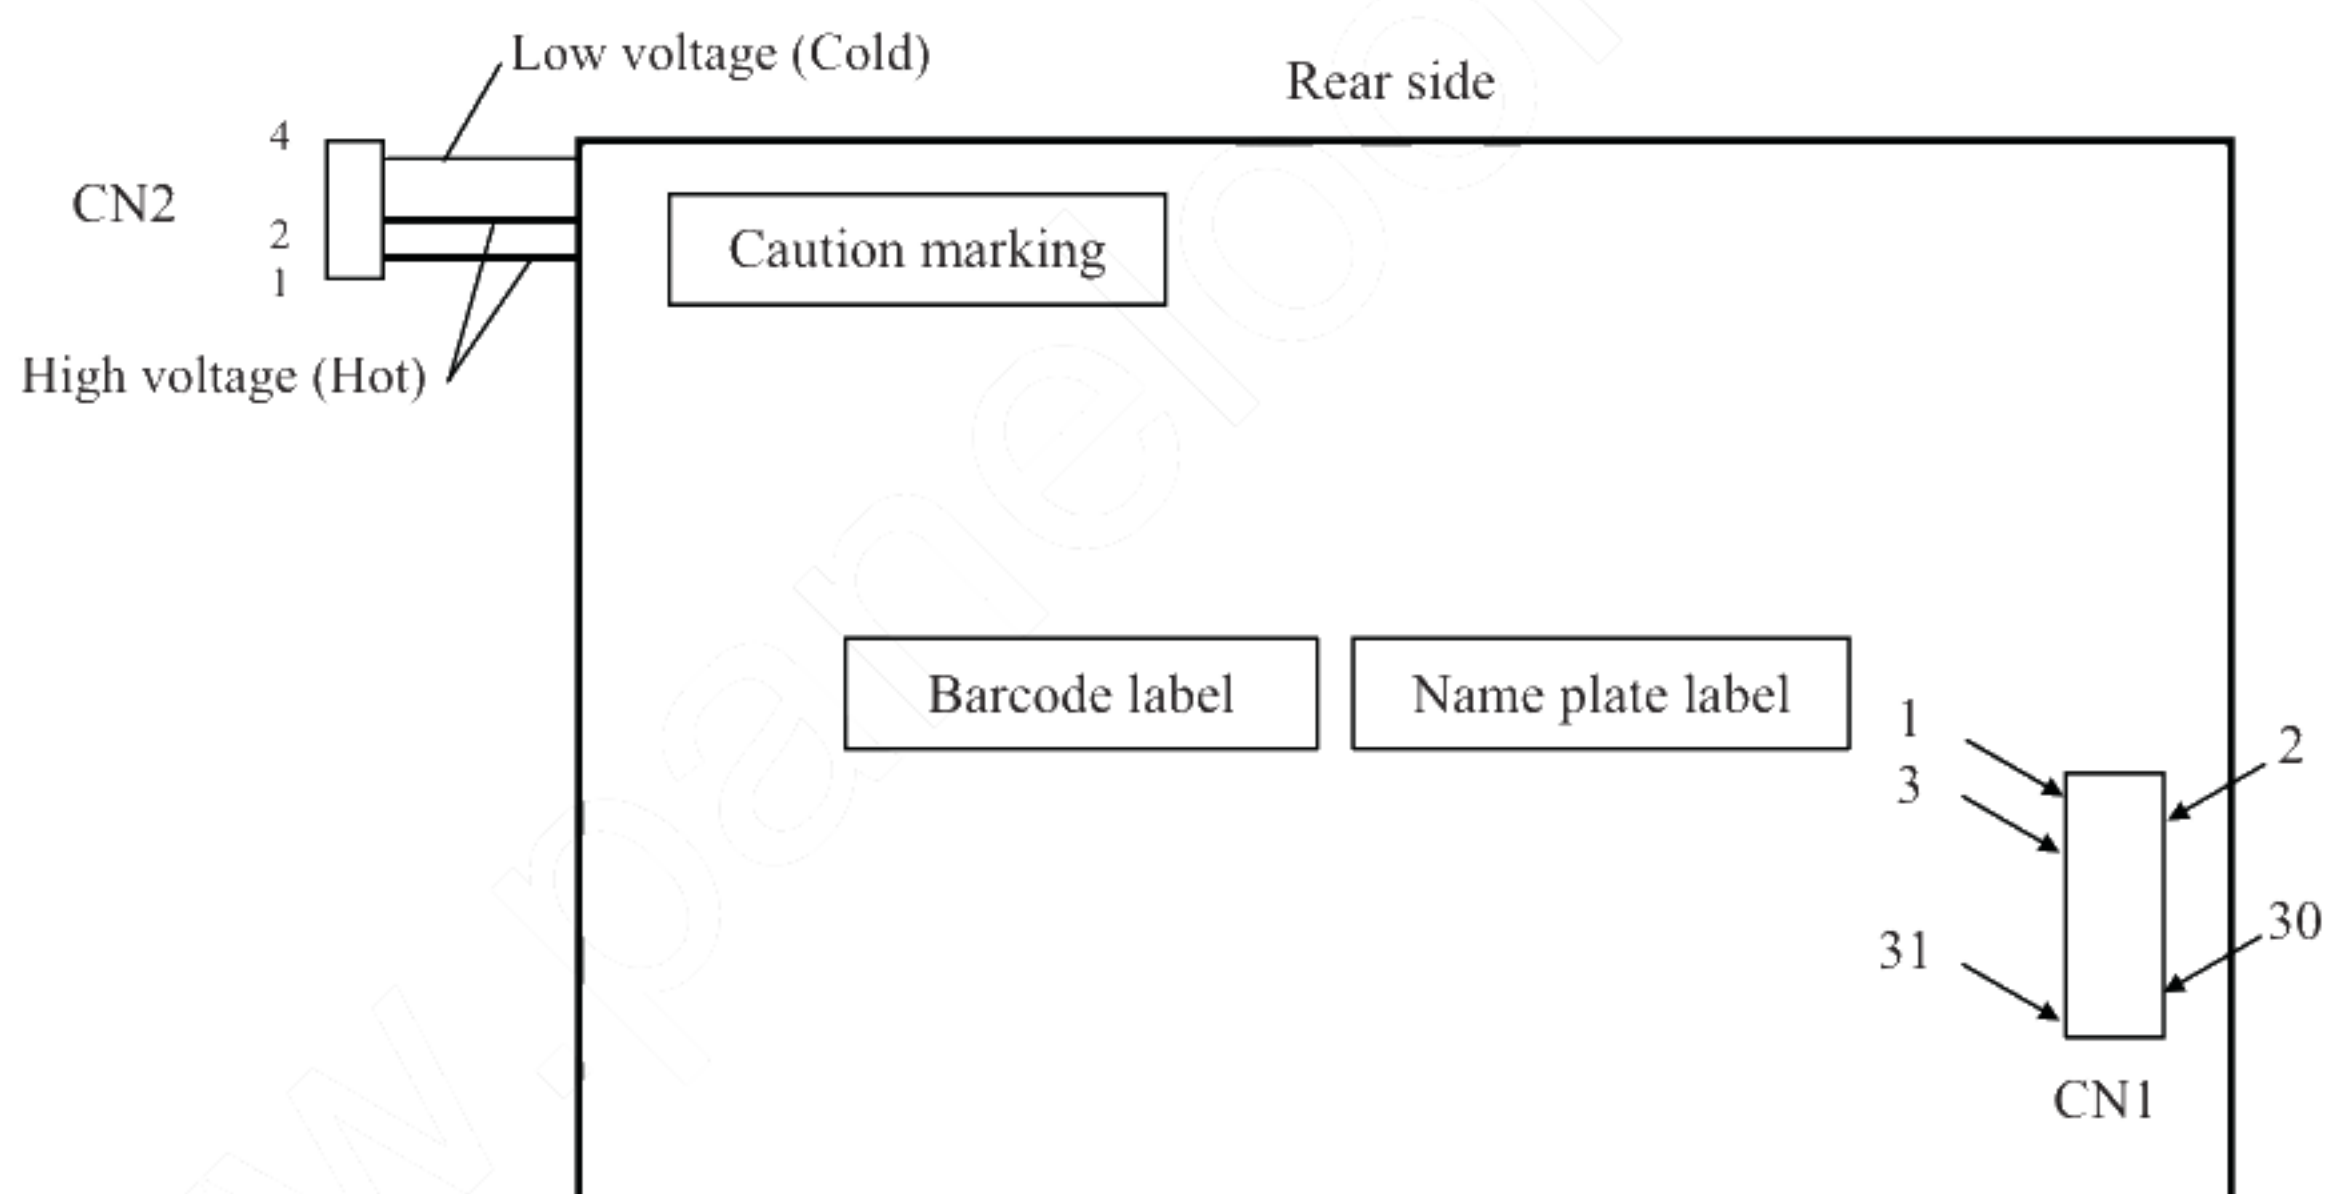 Low voltage (Cold)
Rear side
4
CN2
2
1
Caution marking
High voltage (Hot)
Barcode label
Name plate label
1
2
3
30
31
CN1